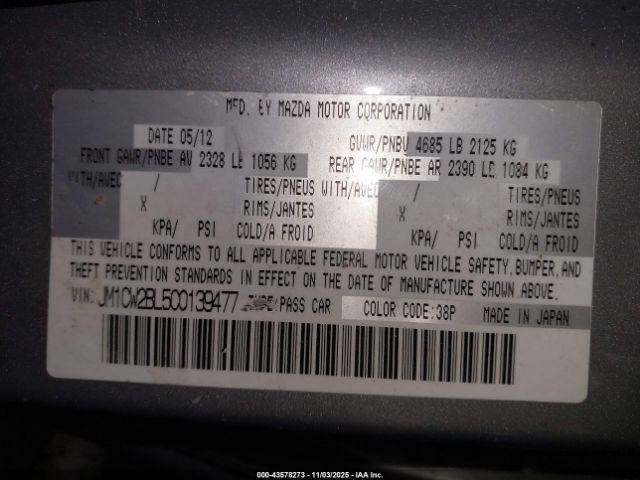 MFD. BY MAZDA MOTOR CORPORATION
DATE 05/12 GVWR/PNBV 4685 LB 2125 KG
FRONT GAWR/PNBE AV 2328 LB 1056 KG REAR GAWR/PNBE AR 2390 LB 1084 KG
WITH/AVEC / TIRES/PNEUS WITH/AVEC / TIRES/PNEUS
X RIMS/JANTES X RIMS/JANTES
KPA/ PSI COLD/A FROID KPA/ PSI COLD/A FROID
THIS VEHICLE CONFORMS TO ALL APPLICABLE FEDERAL MOTOR VEHICLE SAFETY, BUMPER, AND
THEFT PREVENTION STANDARDS IN EFFECT ON THE DATE OF MANUFACTURE SHOWN ABOVE.
VIN: JM1CW2BL5C0139477 TYPE: PASS CAR COLOR CODE: 38P MADE IN JAPAN
000-43578273 - 11/03/2025 - IAA Inc.